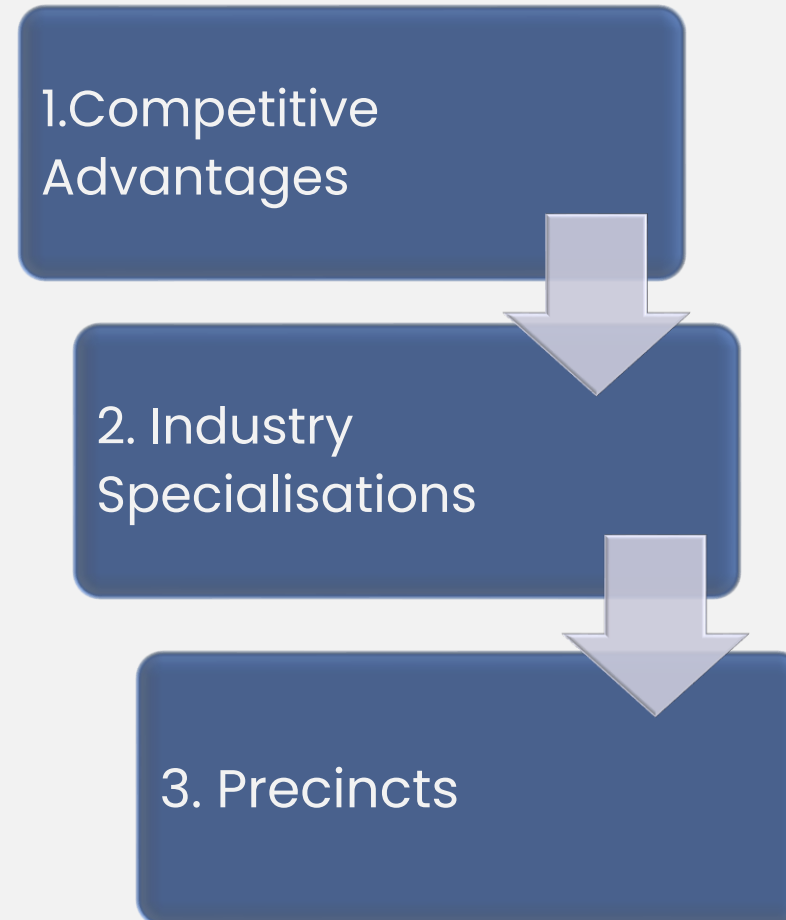 1.Competitive
Advantages
2. Industry
Specialisations
3. Precincts